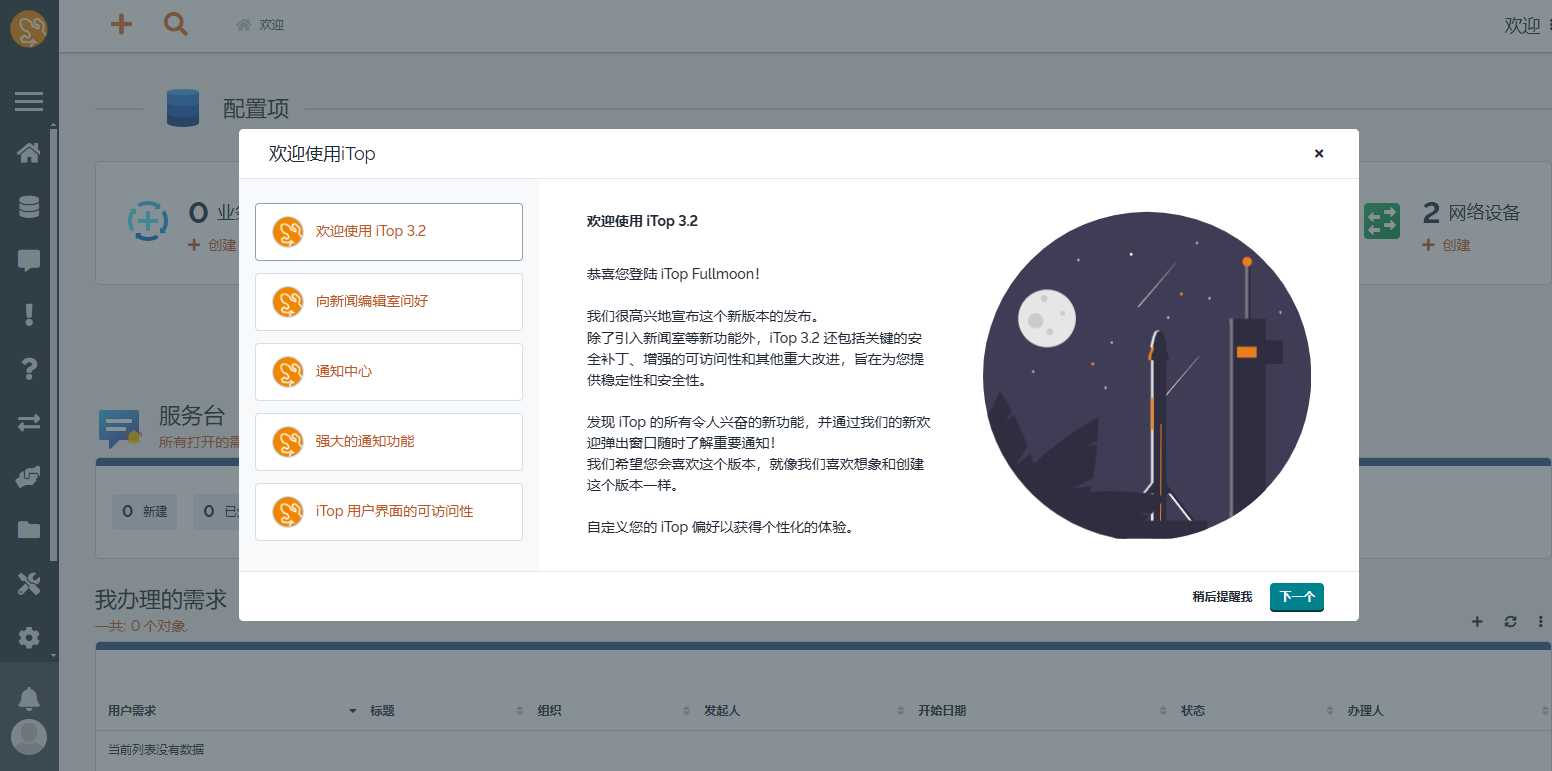 欢迎
欢迎
配置项
欢迎使用iTop
欢迎使用 iTop 3.2
向新闻编辑室问好
通知中心
强大的通知功能
iTop 用户界面的可访问性
欢迎使用 iTop 3.2
恭喜您登陆 iTop Fullmoon！
我们很高兴地宣布这个新版本的发布。
除了引入新闻室等新功能外，iTop 3.2 还包括关键的安
全补丁、增强的可访问性和其他重大改进，旨在为您提
供稳定性和安全性。
发现 iTop 的所有令人兴奋的新功能，并通过我们的新欢
迎弹出窗口随时了解重要通知！
我们希望您会喜欢这个版本，就像我们喜欢想象和创建
这个版本一样。
自定义您的 iTop 偏好以获得个性化的体验。
稍后提醒我
下一个
0 业务
创建
2 网络设备
创建
服务台
所有打开的需
0 新建
0 已
我办理的需求
一共: 0 个对象.
用户需求 标题 组织 发起人 开始日期 状态 办理人
当前列表没有数据